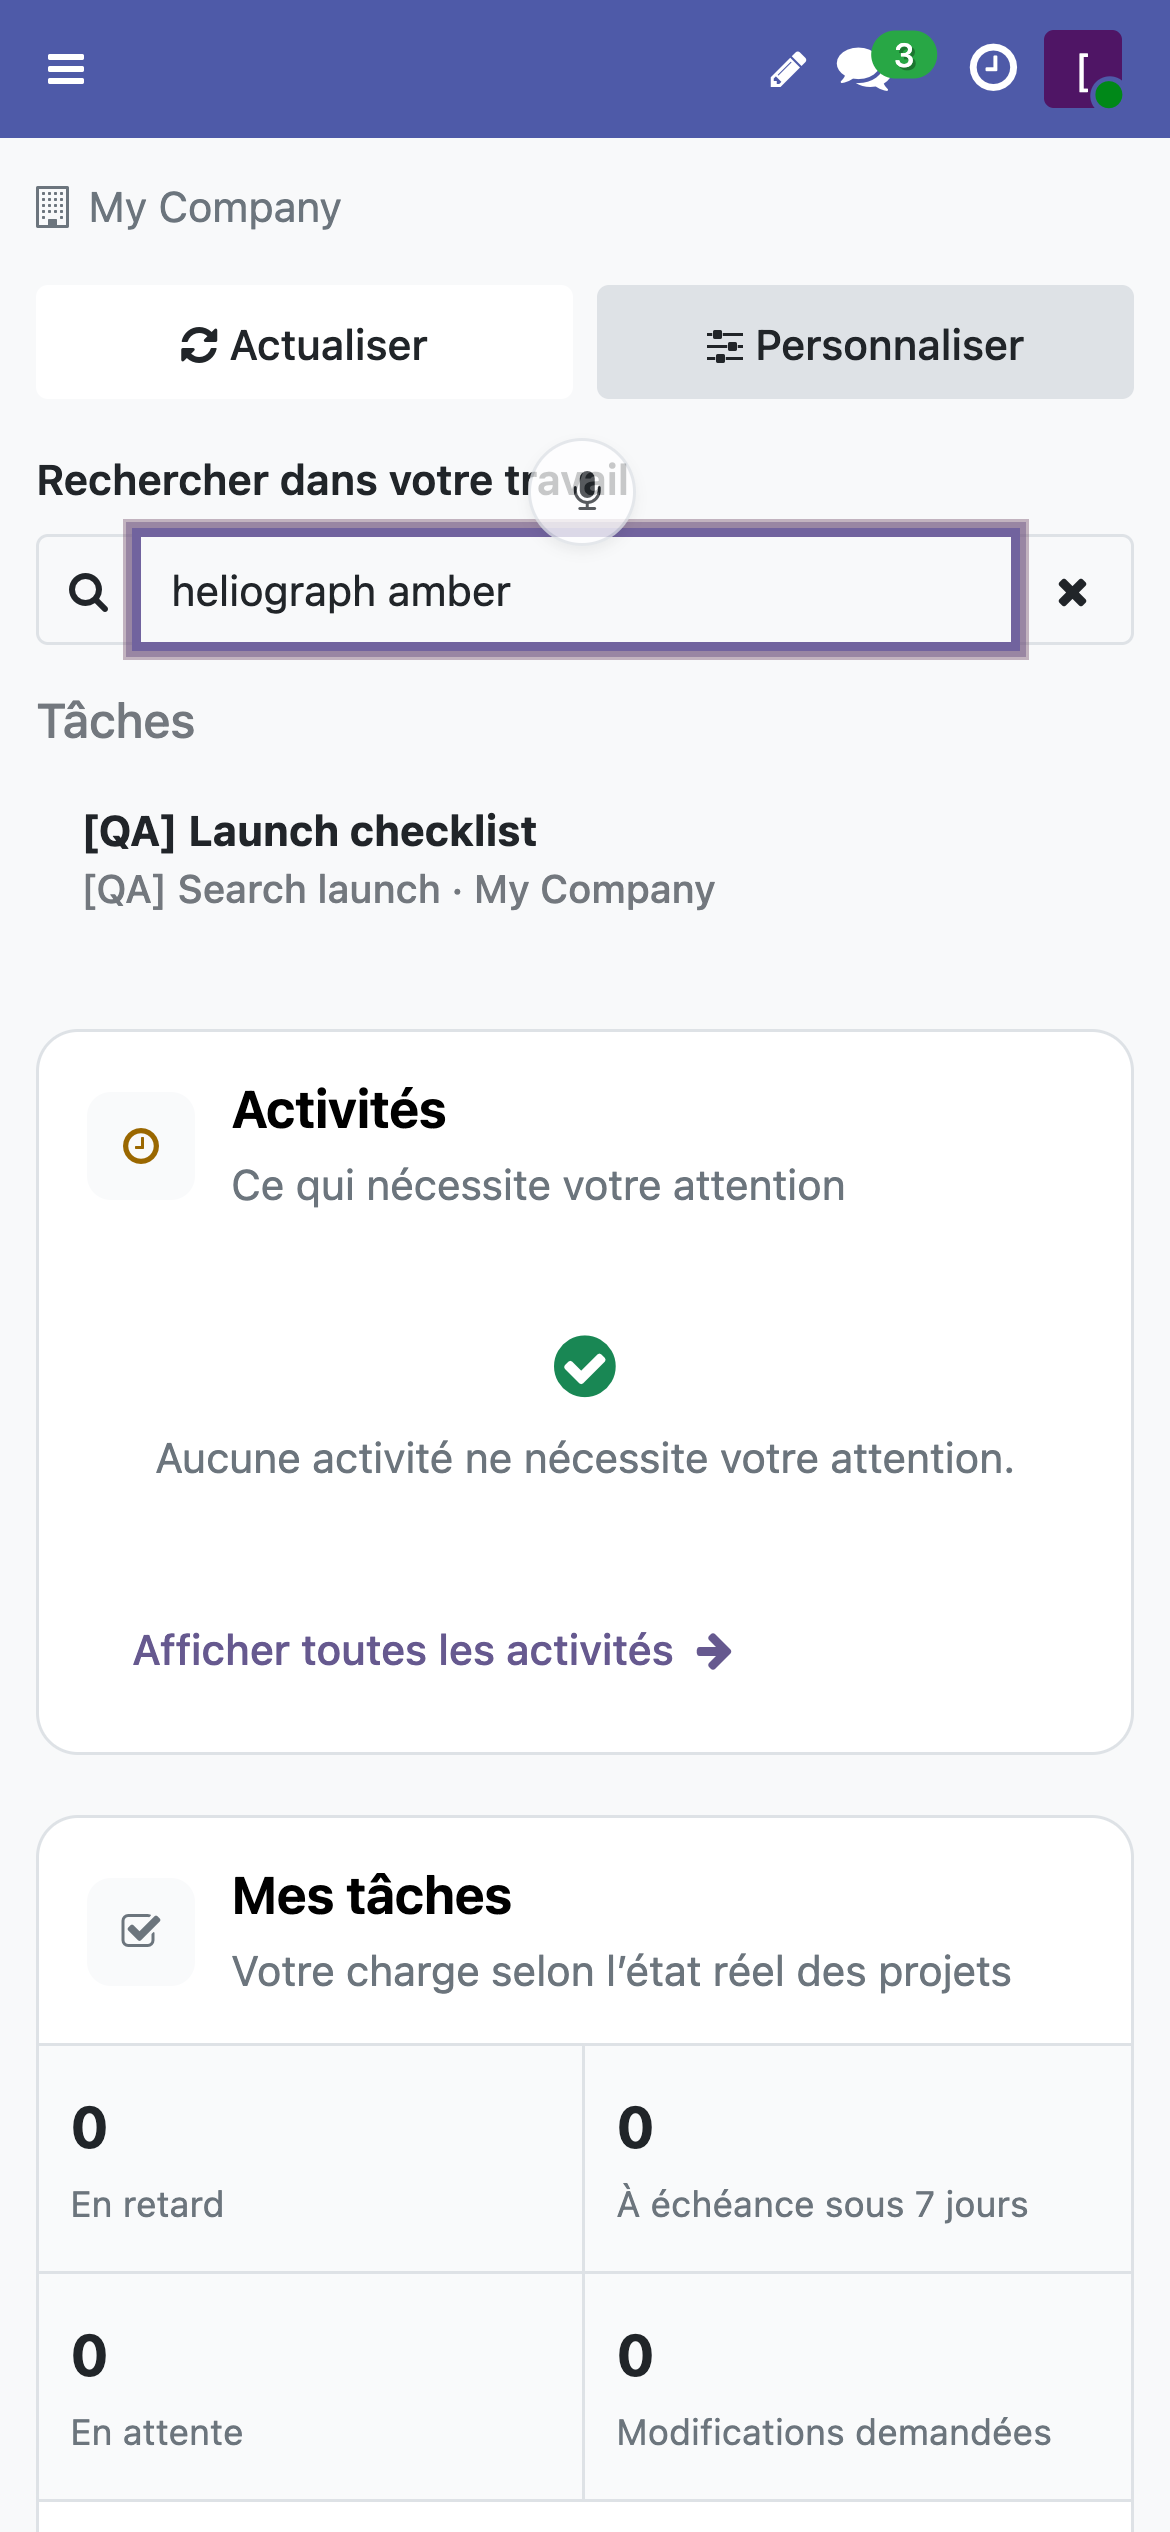 3
[
My Company
Actualiser
Personnaliser
Rechercher dans votre travail
heliograph amber
Tâches
[QA] Launch checklist
[QA] Search launch · My Company
Activités
Ce qui nécessite votre attention
Aucune activité ne nécessite votre attention.
Afficher toutes les activités
Mes tâches
Votre charge selon l’état réel des projets
0
En retard
0
À échéance sous 7 jours
0
En attente
0
Modifications demandées